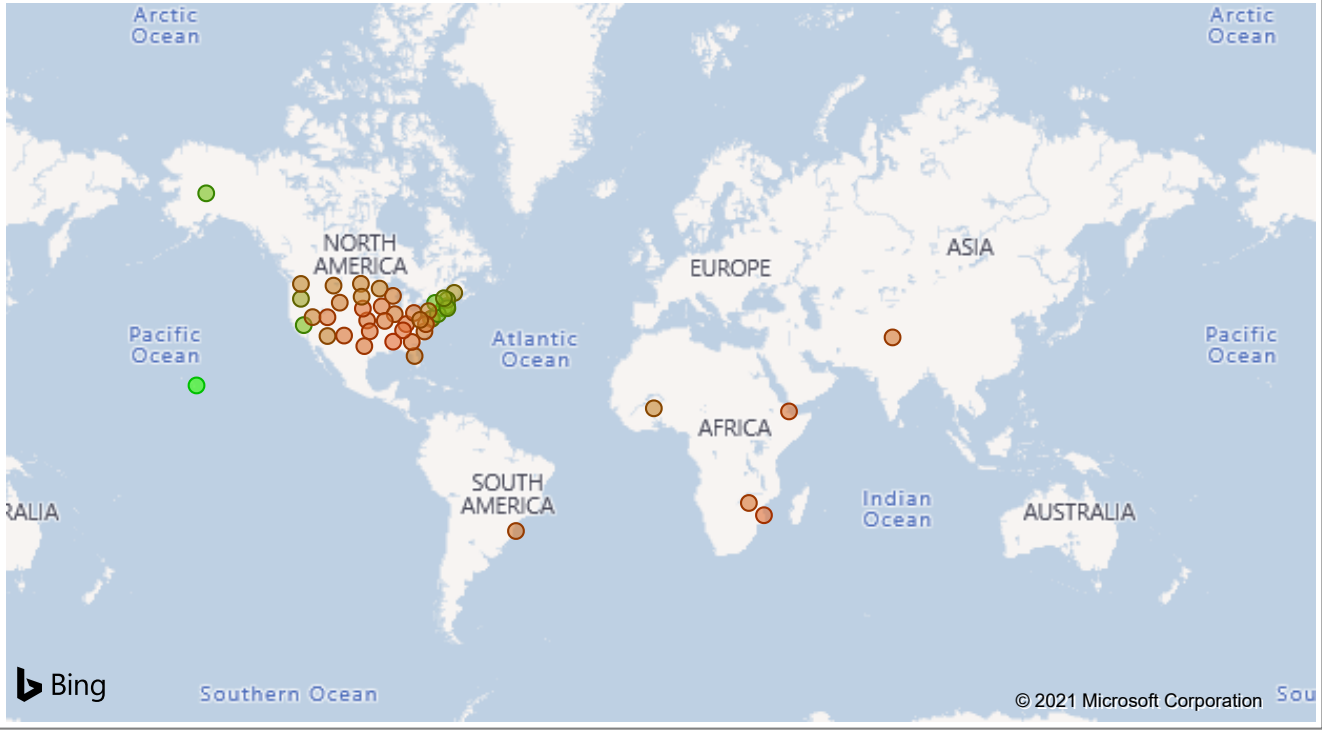 Arctic
Ocean
Arctic
Ocean
NORTH
AMERICA
EUROPE
ASIA
Pacific
Ocean
Atlantic
Ocean
Pacific
Ocean
AFRICA
SOUTH
AMERICA
Indian
Ocean
RALIA
AUSTRALIA
Bing
Southern Ocean
© 2021 Microsoft Corporation
Sou